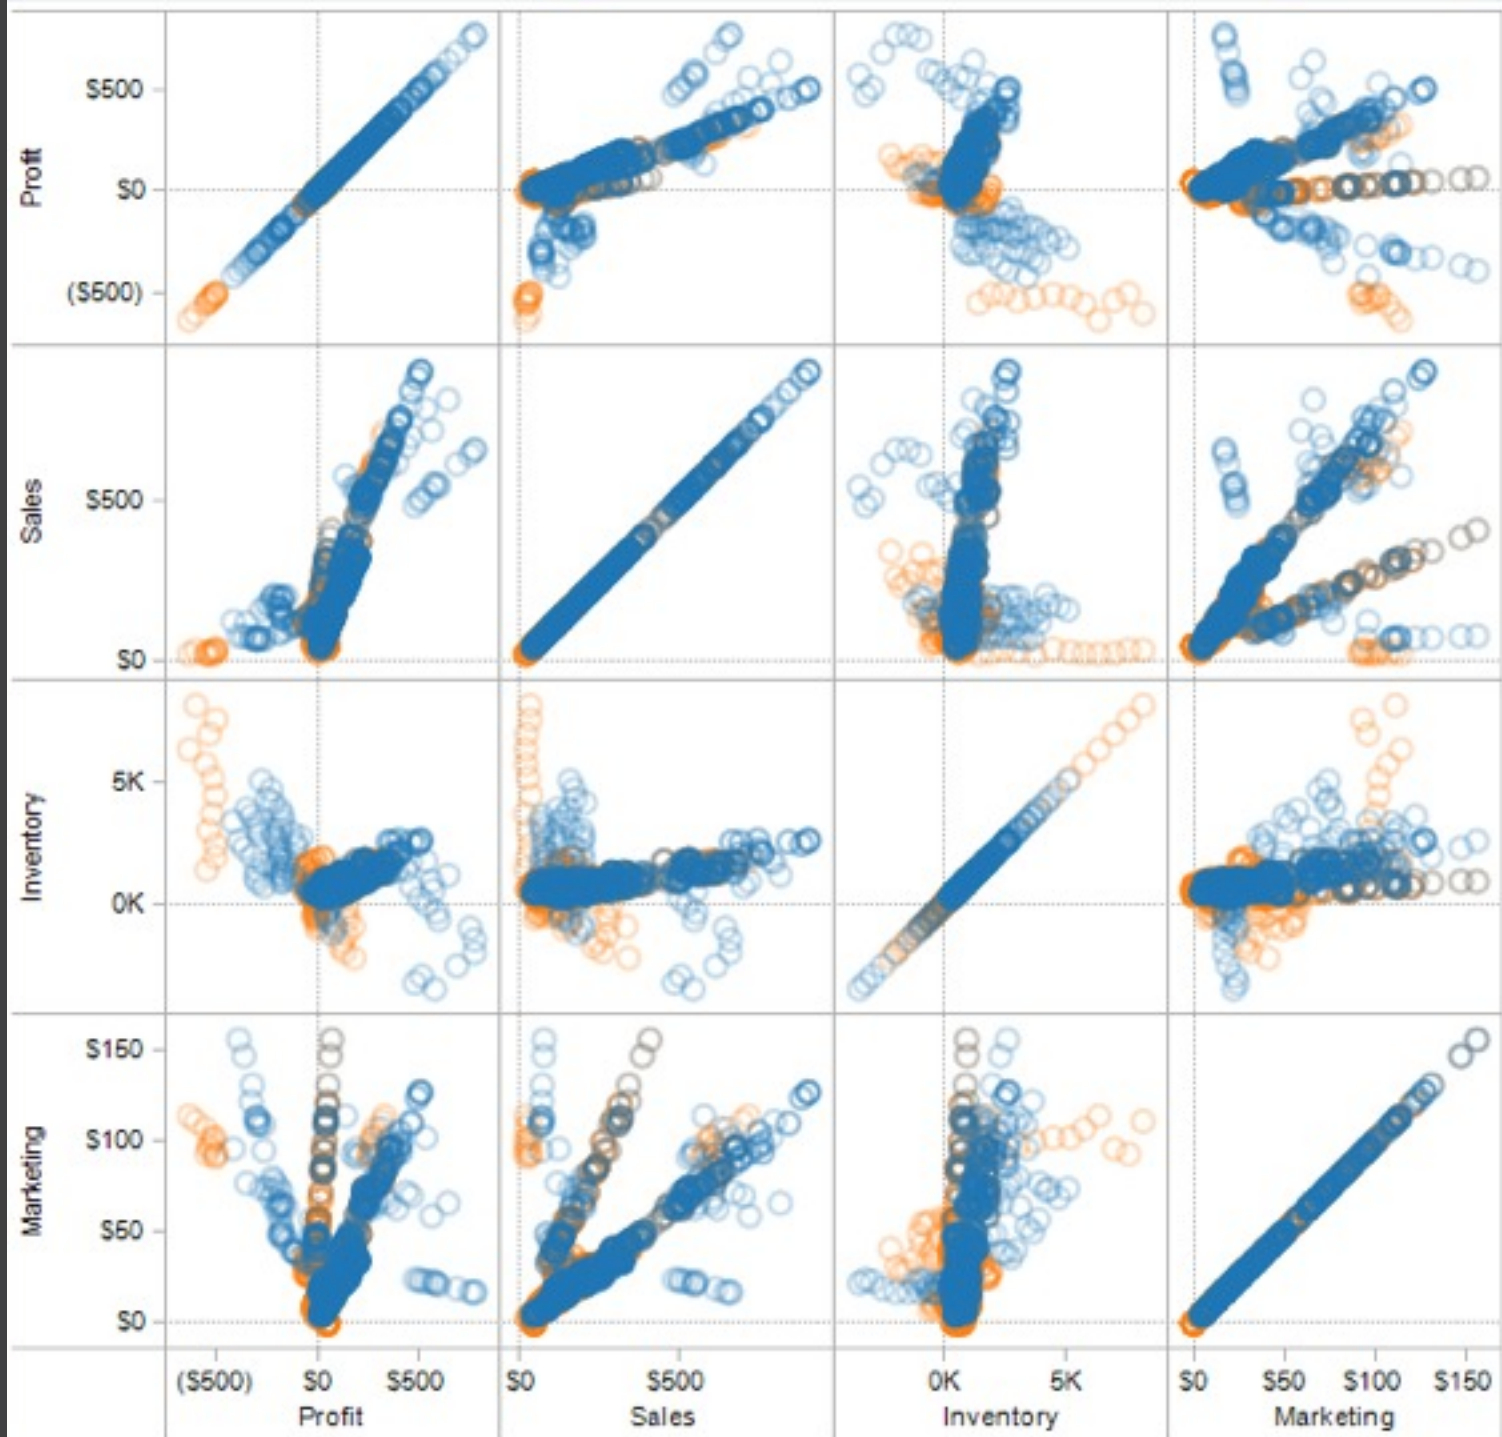 Profit
$500
$0
($500)
Sales
$500
$0
Inventory
5K
0K
Marketing
$150
$100
$50
$0
($500) $0 $500 $0 $500 0K 5K $0 $50 $100 $150
Profit Sales Inventory Marketing